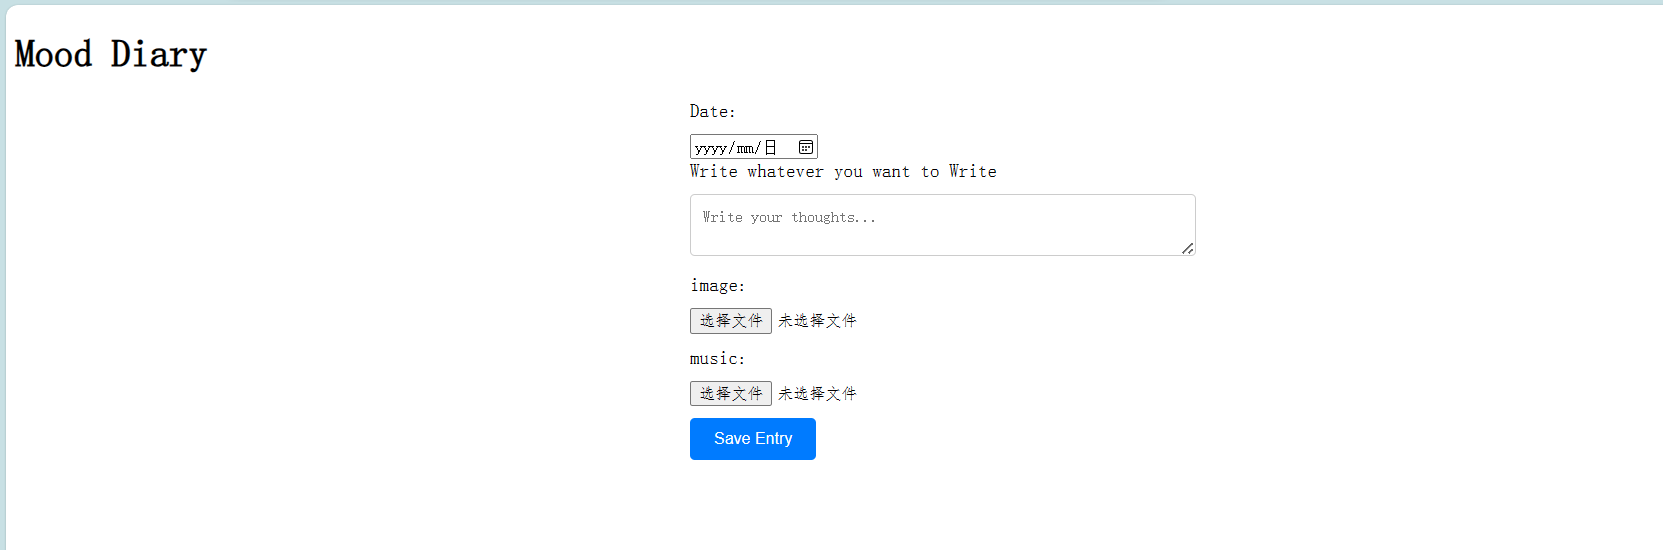 Mood Diary
Date:
yyyy/mm/日
Write whatever you want to Write
Write your thoughts...
image:
选择文件 未选择文件
music:
选择文件 未选择文件
Save Entry